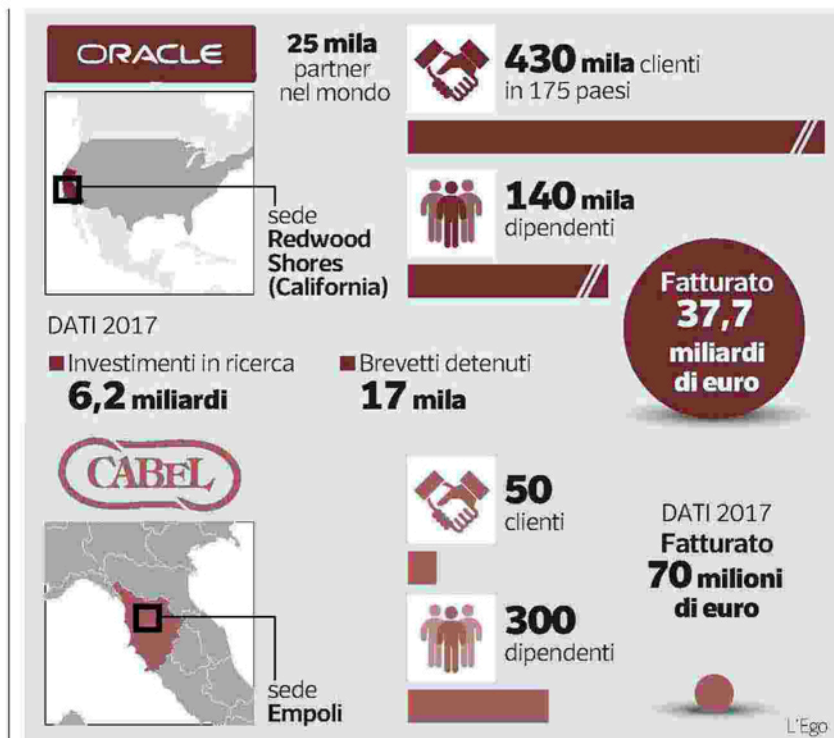 ORACLE
25 mila
partner
nel mondo
430 mila clienti
in 175 paesi
140 mila
dipendenti
sede
Redwood
Shores
(California)
Fatturato
37,7
miliardi
di euro
DATI 2017
Investimenti in ricerca
6,2 miliardi
Brevetti detenuti
17 mila
CABEL
50
clienti
300
dipendenti
sede
Empoli
DATI 2017
Fatturato
70 milioni
di euro
L'Ego